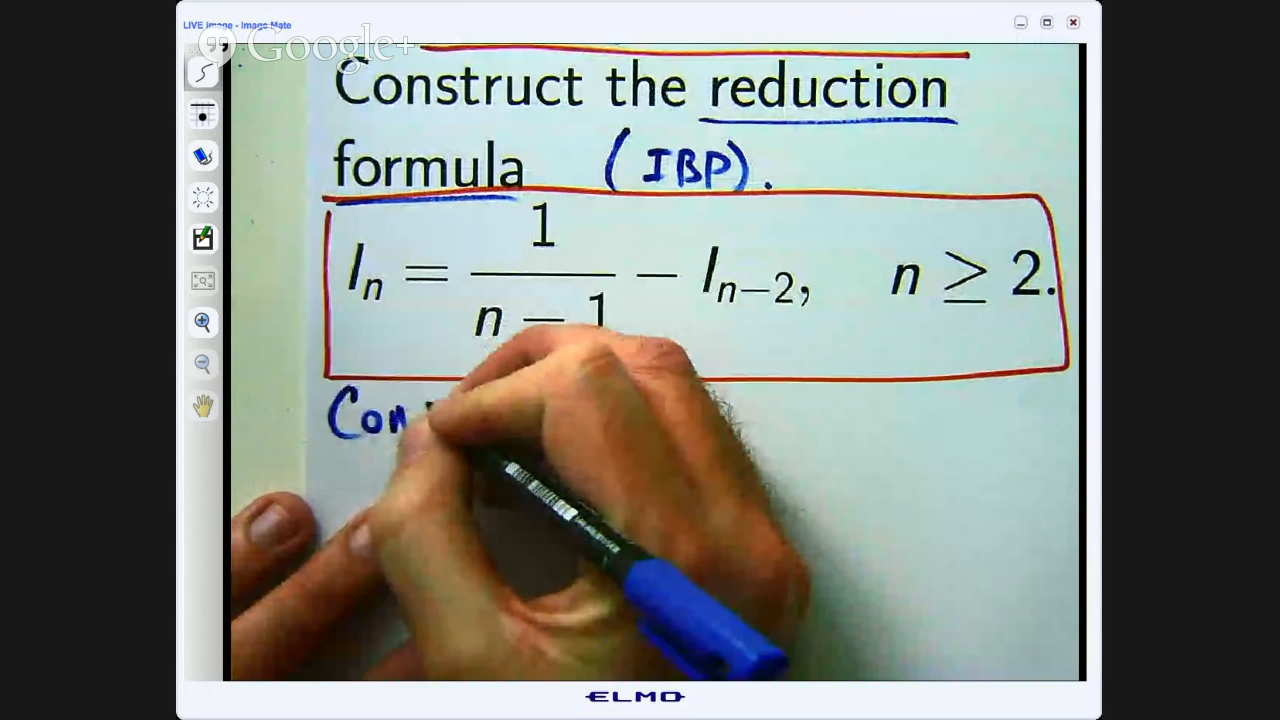 LIVE image - Image Mate
Google+
Construct the reduction
formula (IBP).
I_n = 1/(n − 1) − I_{n−2}, n ≥ 2.
Con
ELMO